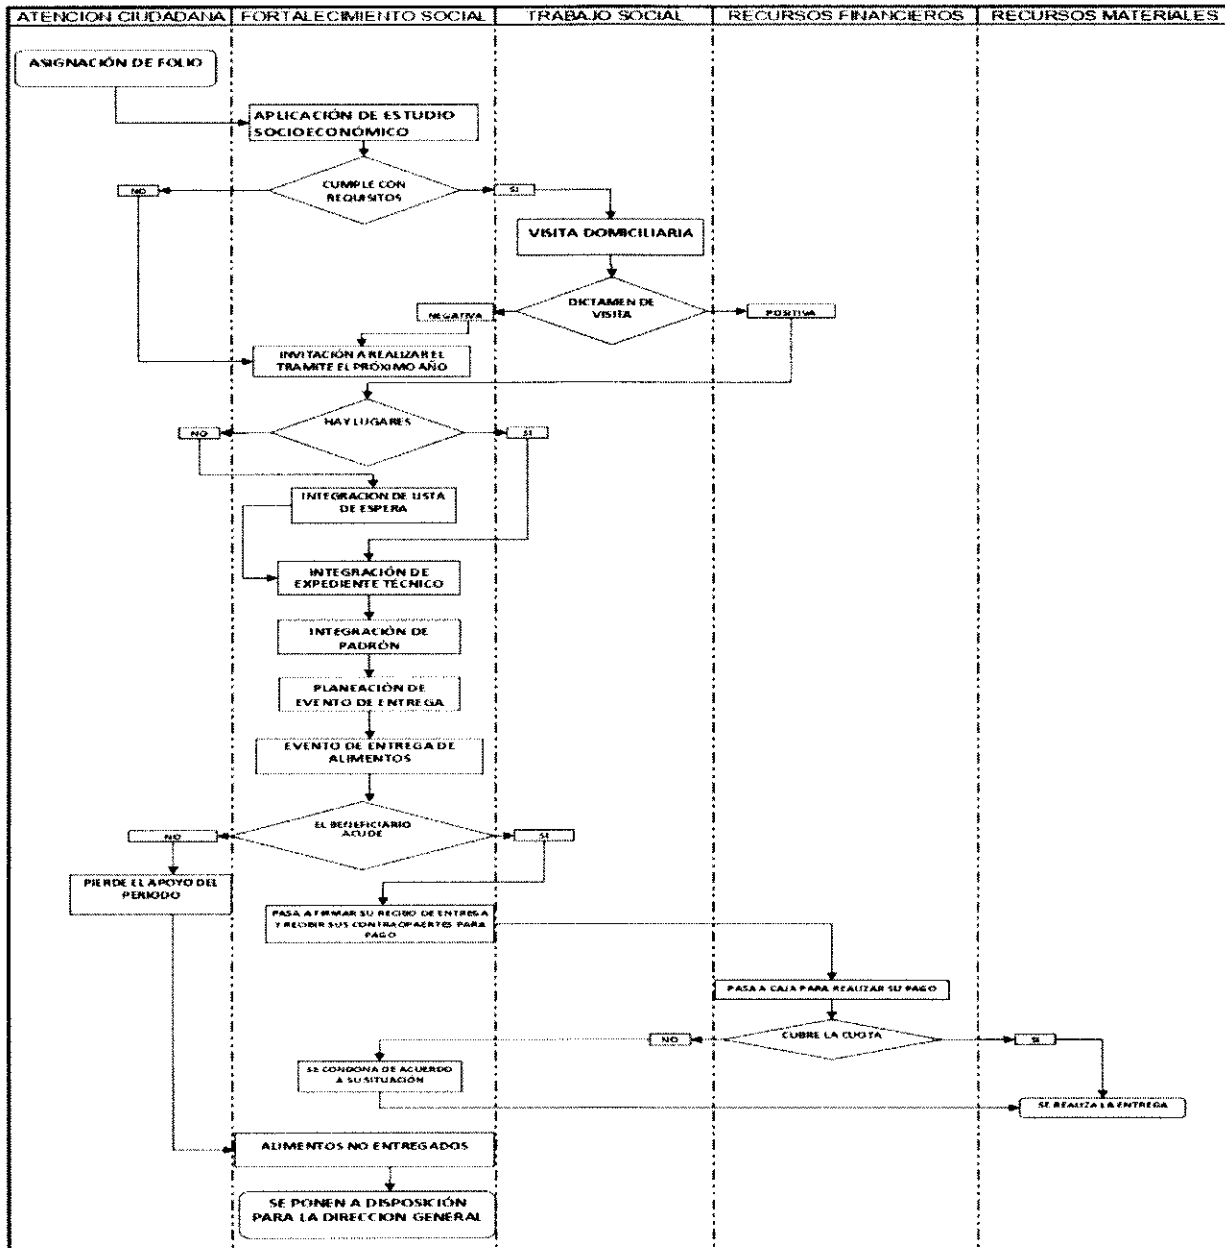 ATENCION CIUDADANA
FORTALECIMIENTO SOCIAL
TRABAJO SOCIAL
RECURSOS FINANCIEROS
RECURSOS MATERIALES
ASIGNACIÓN DE FOLIO
APLICACIÓN DE ESTUDIO
SOCIOECONÓMICO
CUMPLE CON
REQUISITOS
NO
SI
VISITA DOMICILIARIA
DICTAMEN DE
VISITA
NEGATIVA
POSITIVA
INVITACIÓN A REALIZAR EL
TRAMITE EL PRÓXIMO AÑO
HAY LUGARES
NO
SI
INTEGRACION DE LISTA
DE ESPERA
INTEGRACIÓN DE
EXPEDIENTE TÉCNICO
INTEGRACIÓN DE
PADRÓN
PLANEACIÓN DE
EVENTO DE ENTREGA
EVENTO DE ENTREGA DE
ALIMENTOS
EL BENEFICIARIO
ACUDE
NO
SI
PIERDE EL APOYO DEL
PERIODO
PASA A FIRMAR SU RECIBO DE ENTREGA
Y RECIBIR SUS CONTRAOPAERTES PARA
PAGO
PASA A CAJA PARA REALIZAR SU PAGO
CUBRE LA CUOTA
NO
SI
SE CONDONA DE ACUERDO
A SU SITUACIÓN
SE REALIZA LA ENTREGA
ALIMENTOS NO ENTREGADOS
SE PONEN A DISPOSICIÓN
PARA LA DIRECCION GENERAL